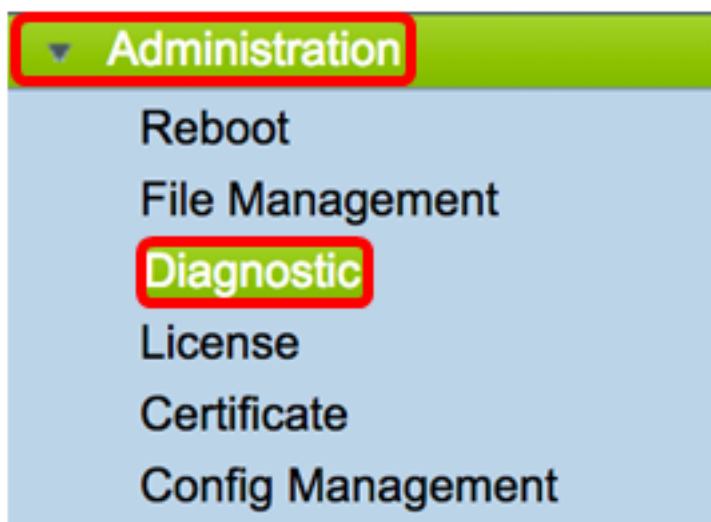 Administration
Reboot
File Management
Diagnostic
License
Certificate
Config Management